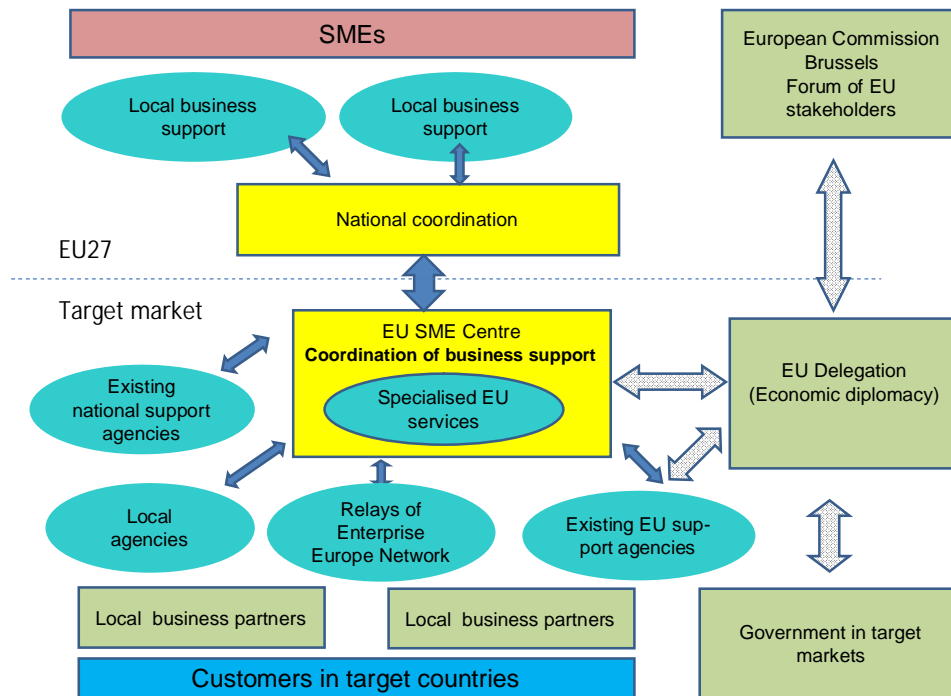 SMEs
European Commission
Brussels
Forum of EU
stakeholders
Local business
support
Local business
support
National coordination
EU27
Target market
EU SME Centre
Coordination of business support
Specialised EU
services
EU Delegation
(Economic diplomacy)
Existing
national support
agencies
Local
agencies
Relays of
Enterprise
Europe Network
Existing EU sup-
port agencies
Local business partners
Local business partners
Government in target
markets
Customers in target countries